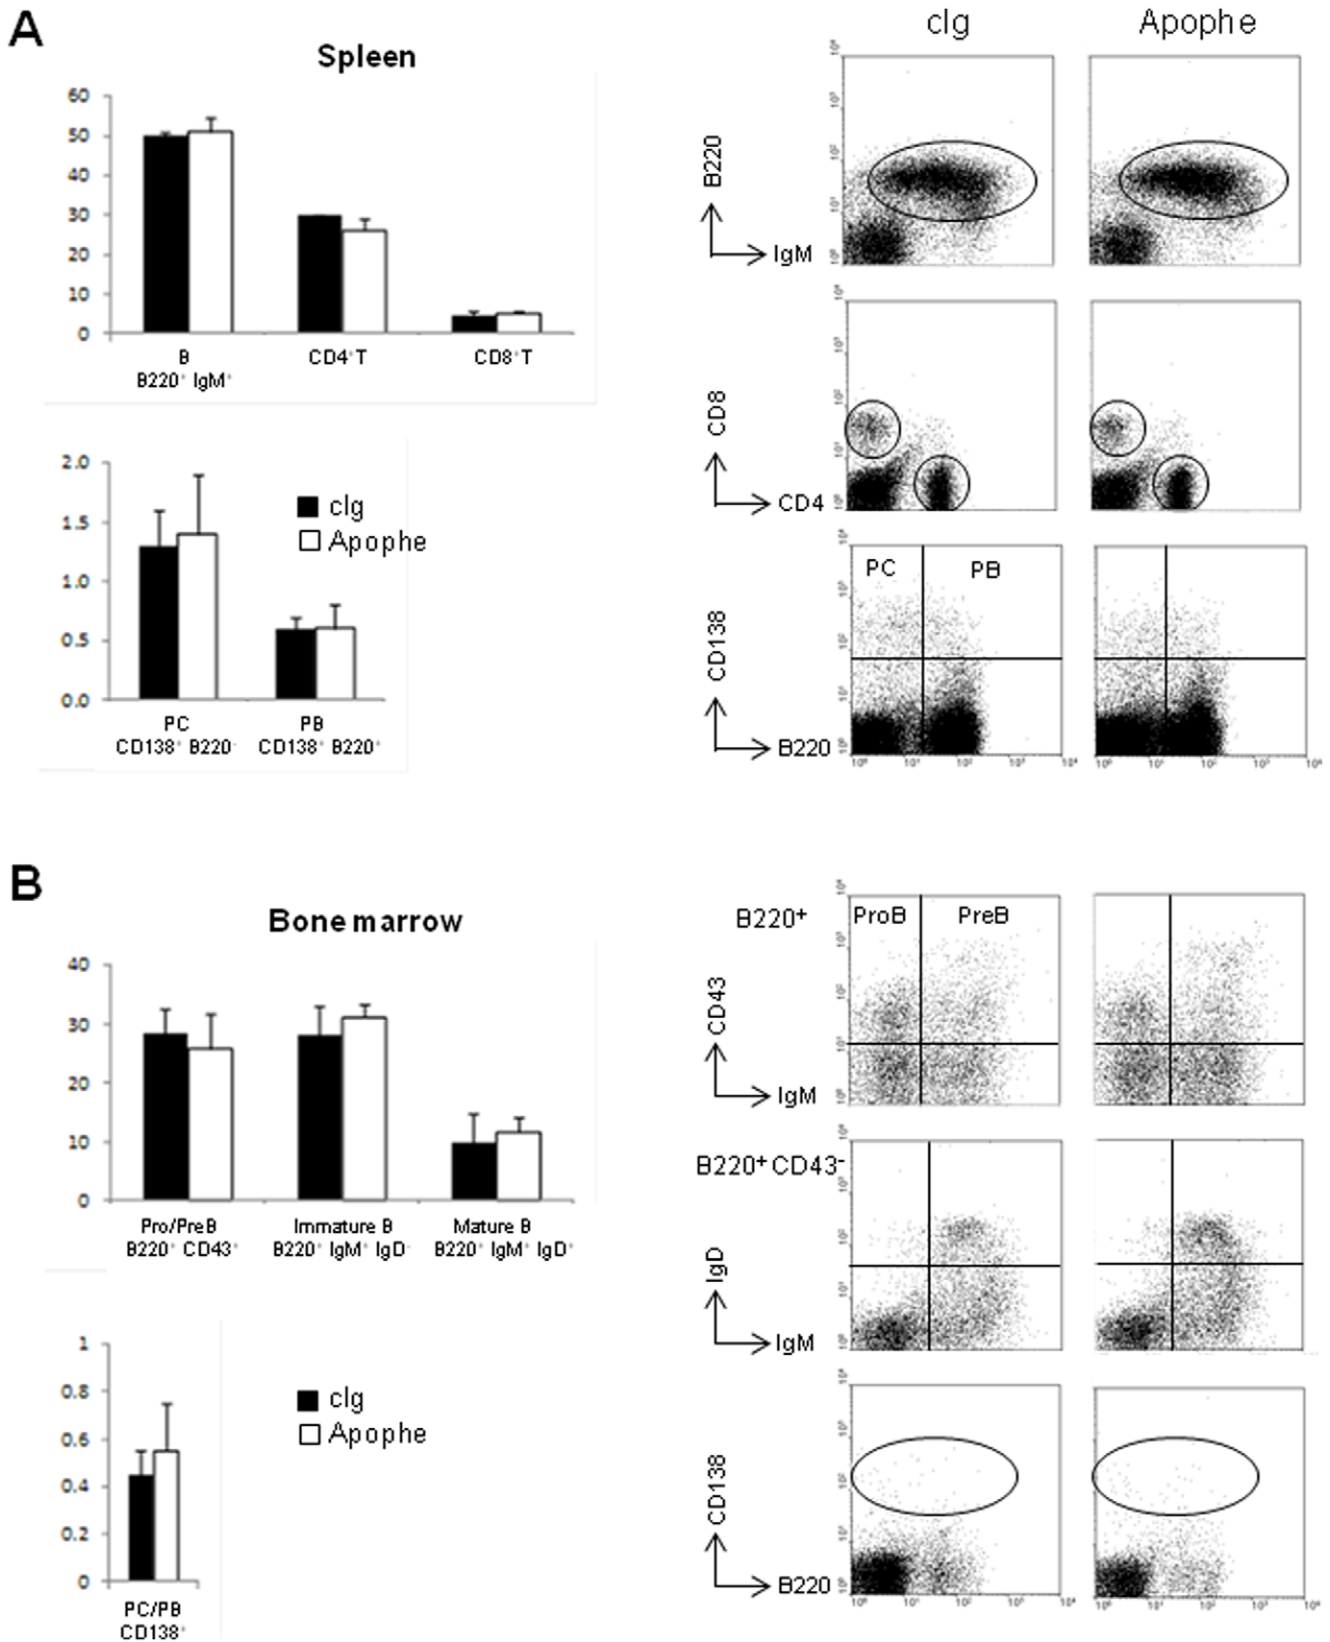 A
Spleen
60
50
40
30
20
10
0
B
B220⁺ IgM⁺
CD4⁺T
CD8⁺T
2.0
1.5
1.0
0.5
0.0
PC
CD138⁺ B220⁻
PB
CD138⁺ B220⁺
cIg
Apophe
cIg
Apophe
B220
IgM
CD8
CD4
PC
PB
CD138
B220
B
Bone marrow
40
30
20
10
0
Pro/PreB
B220⁺ CD43⁺
Immature B
B220⁺ IgM⁺ IgD⁻
Mature B
B220⁺ IgM⁺ IgD⁺
1
0.8
0.6
0.4
0.2
0
PC/PB
CD138⁺
cIg
Apophe
B220⁺
ProB
PreB
CD43
IgM
B220⁺ CD43⁻
IgD
IgM
CD138
B220